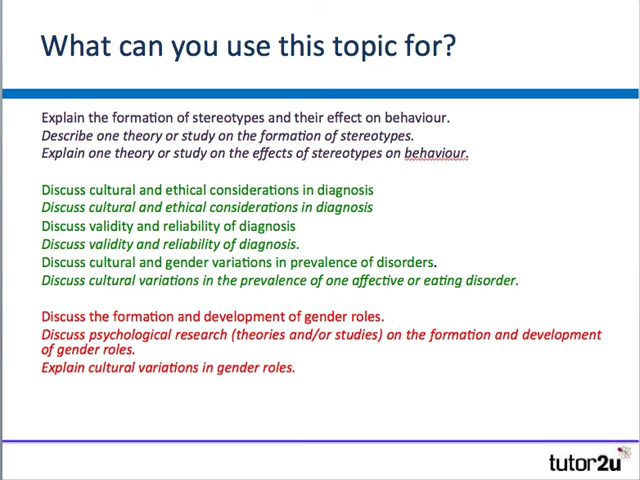 What can you use this topic for?
Explain the formation of stereotypes and their effect on behaviour.
Describe one theory or study on the formation of stereotypes.
Explain one theory or study on the effects of stereotypes on behaviour.
Discuss cultural and ethical considerations in diagnosis
Discuss cultural and ethical considerations in diagnosis
Discuss validity and reliability of diagnosis
Discuss validity and reliability of diagnosis.
Discuss cultural and gender variations in prevalence of disorders.
Discuss cultural variations in the prevalence of one affective or eating disorder.
Discuss the formation and development of gender roles.
Discuss psychological research (theories and/or studies) on the formation and development
of gender roles.
Explain cultural variations in gender roles.
tutor2u